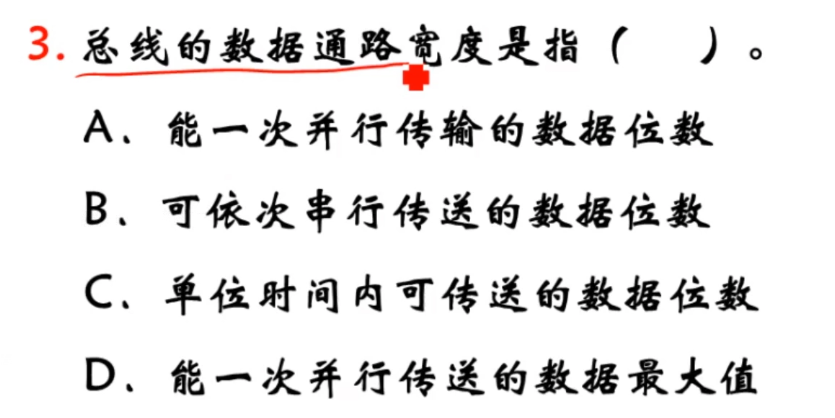 3. 总线的数据通路宽度是指（ ）。
A、能一次并行传输的数据位数
B、可依次串行传送的数据位数
C、单位时间内可传送的数据位数
D、能一次并行传送的数据最大值